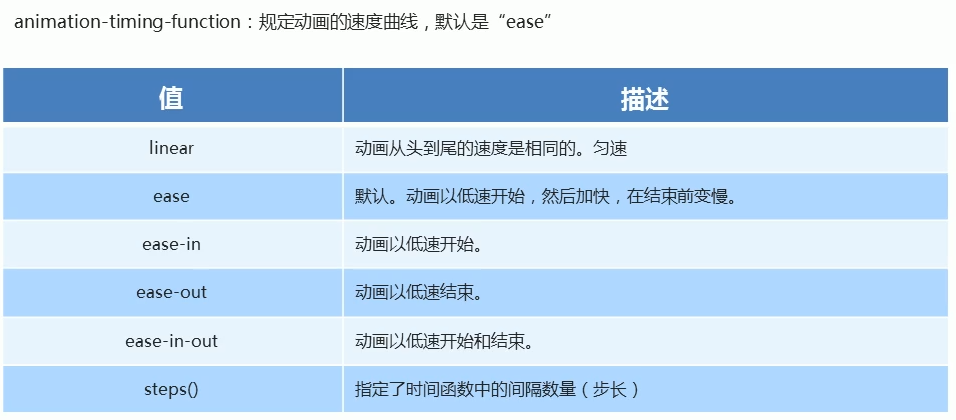 animation-timing-function：规定动画的速度曲线，默认是“ease”
值 描述
linear 动画从头到尾的速度是相同的。匀速
ease 默认。动画以低速开始，然后加快，在结束前变慢。
ease-in 动画以低速开始。
ease-out 动画以低速结束。
ease-in-out 动画以低速开始和结束。
steps() 指定了时间函数中的间隔数量（步长）